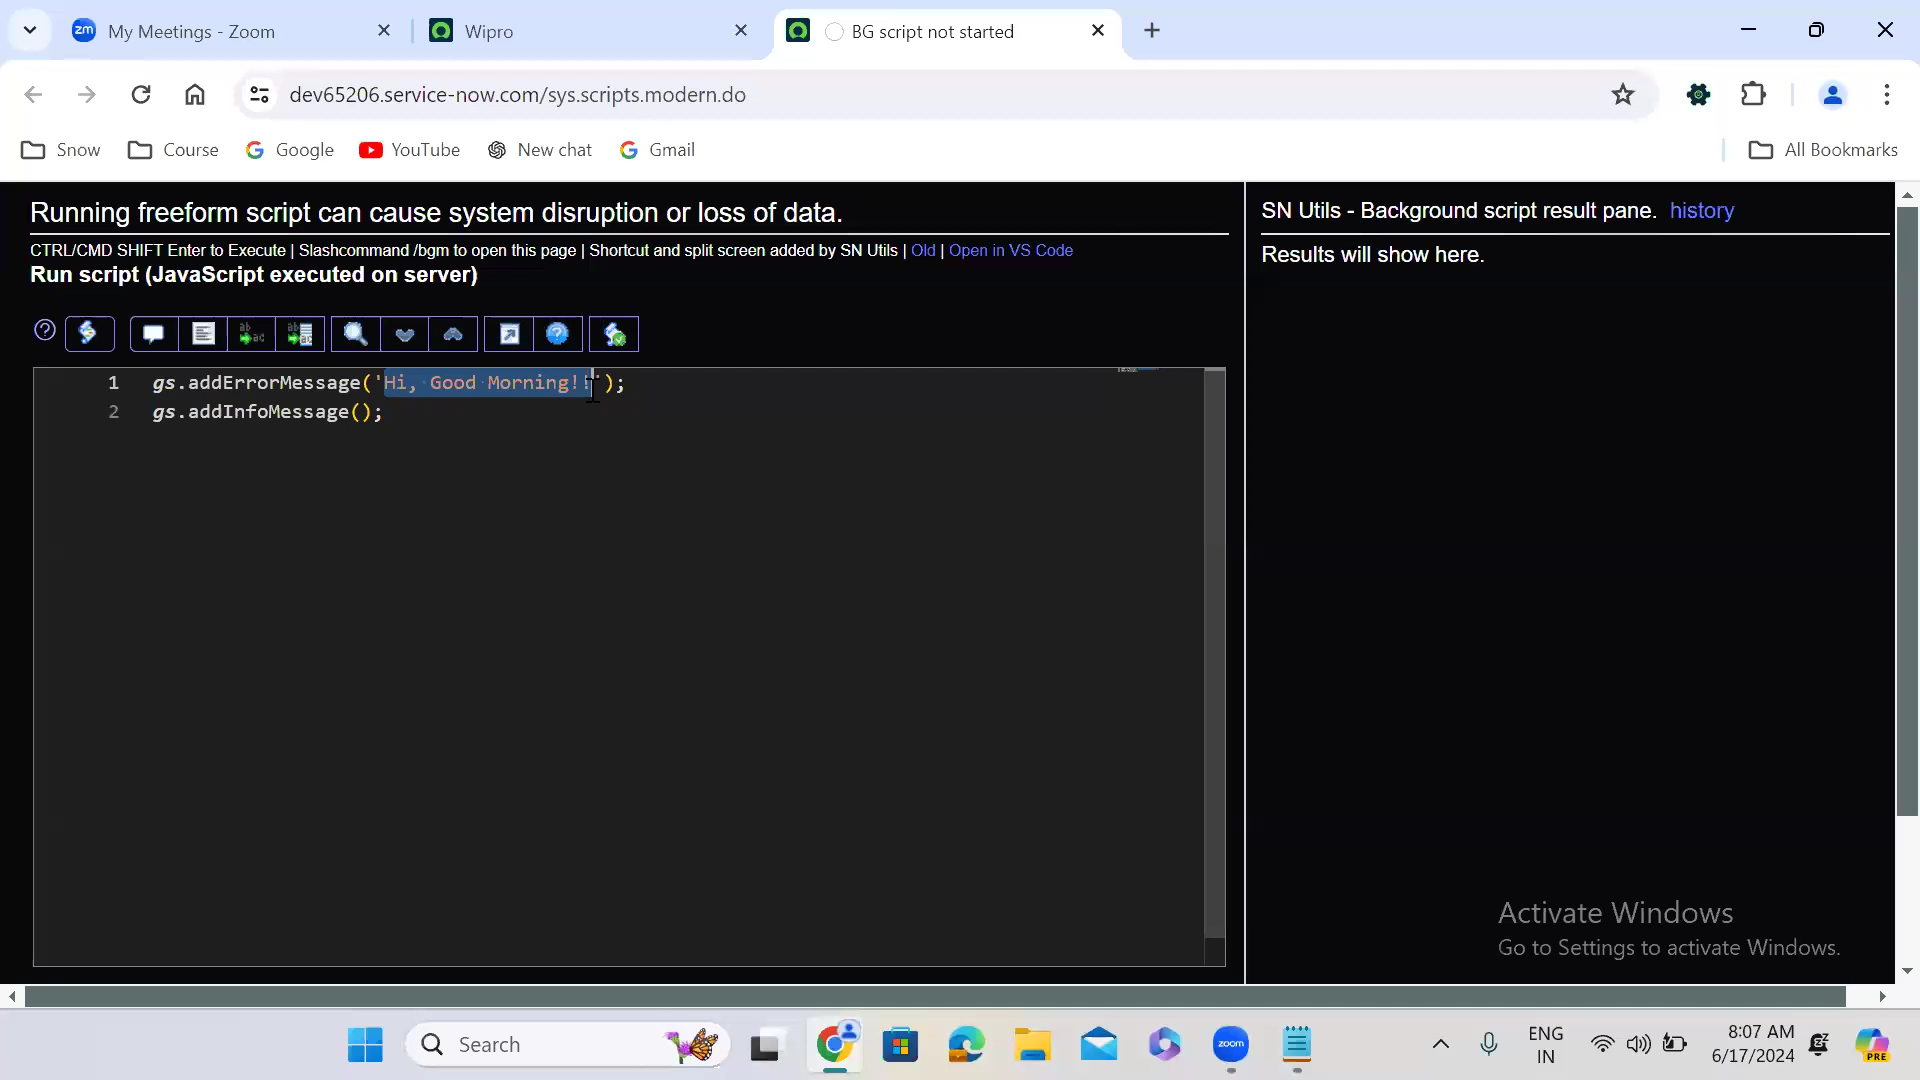 My Meetings - Zoom
Wipro
BG script not started
dev65206.service-now.com/sys.scripts.modern.do
Snow
Course
Google
YouTube
New chat
Gmail
All Bookmarks
Running freeform script can cause system disruption or loss of data.
CTRL/CMD SHIFT Enter to Execute | Slashcommand /bgm to open this page | Shortcut and split screen added by SN Utils | Old | Open in VS Code
Run script (JavaScript executed on server)
SN Utils - Background script result pane. history
Results will show here.
1 gs.addErrorMessage('Hi, Good Morning!!');
2 gs.addInfoMessage();
Activate Windows
Go to Settings to activate Windows.
Search
zoom
ENG
IN
8:07 AM
6/17/2024
PRE